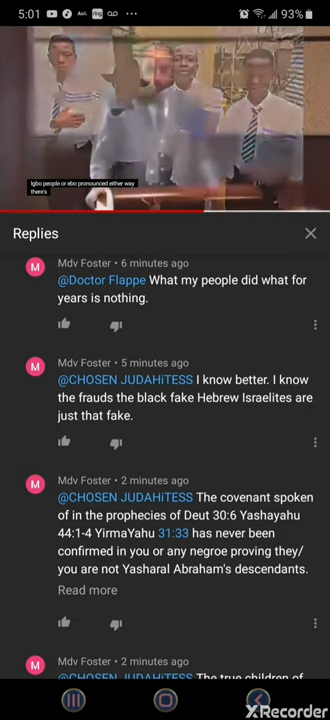 5:01 AOL ring ... 93%
Igbo people or ebo pronounced either way
there's
Replies
M
Mdv Foster • 6 minutes ago
@Doctor Flappe What my people did what for
years is nothing.
M
Mdv Foster • 5 minutes ago
@CHOSEN JUDAHiTESS I know better. I know
the frauds the black fake Hebrew Israelites are
just that fake.
M
Mdv Foster • 2 minutes ago
@CHOSEN JUDAHiTESS The covenant spoken
of in the prophecies of Deut 30:6 Yashayahu
44:1-4 YirmaYahu 31:33 has never been
confirmed in you or any negroe proving they/
you are not Yasharal Abraham's descendants.
Read more
M
Mdv Foster • 2 minutes ago
@CHOSEN JUDAHiTESS The true children of
XRecorder